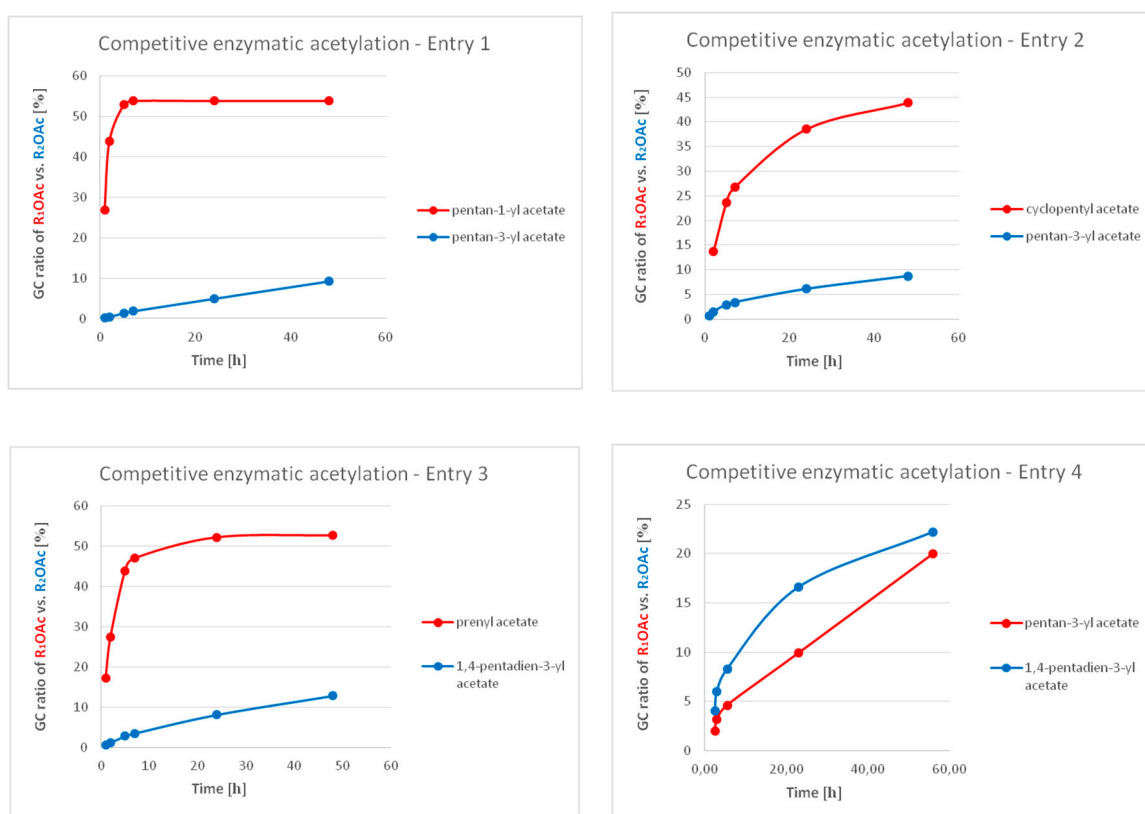 Competitive enzymatic acetylation - Entry 1
GC ratio of R₁OAc vs. R₂OAc [%]
60
50
40
30
20
10
0
0
20
40
60
Time [h]
pentan-1-yl acetate
pentan-3-yl acetate
Competitive enzymatic acetylation - Entry 2
GC ratio of R₁OAc vs. R₂OAc [%]
50
45
40
35
30
25
20
15
10
5
0
0
20
40
60
Time [h]
cyclopentyl acetate
pentan-3-yl acetate
Competitive enzymatic acetylation - Entry 3
GC ratio of R₁OAc vs. R₂OAc [%]
60
50
40
30
20
10
0
0
10
20
30
40
50
60
Time [h]
prenyl acetate
1,4-pentadien-3-yl
acetate
Competitive enzymatic acetylation - Entry 4
GC ratio of R₁OAc vs. R₂OAc [%]
25
20
15
10
5
0
0,00
20,00
40,00
60,00
Time [h]
pentan-3-yl acetate
1,4-pentadien-3-yl
acetate